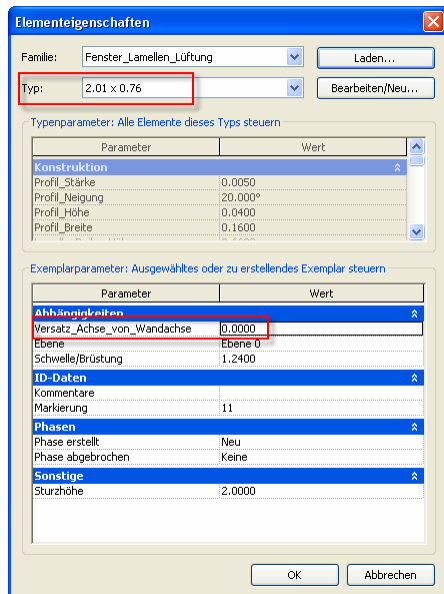 Elementeigenschaften
Familie: Fenster_Lamellen_Lüftung Laden...
Typ: 2.01 x 0.76 Bearbeiten/Neu...
Typenparameter: Alle Elemente dieses Typs steuern
Parameter Wert
Konstruktion
Profil_Stärke 0.0050
Profil_Neigung 20.000°
Profil_Höhe 0.0400
Profil_Breite 0.1600
Exemplarparameter: Ausgewähltes oder zu erstellendes Exemplar steuern
Parameter Wert
Abhängigkeiten
Versatz_Achse_von_Wandachse 0.0000
Ebene Ebene 0
Schwelle/Brüstung 1.2400
ID-Daten
Kommentare
Markierung 11
Phasen
Phase erstellt Neu
Phase abgebrochen Keine
Sonstige
Sturzhöhe 2.0000
OK Abbrechen